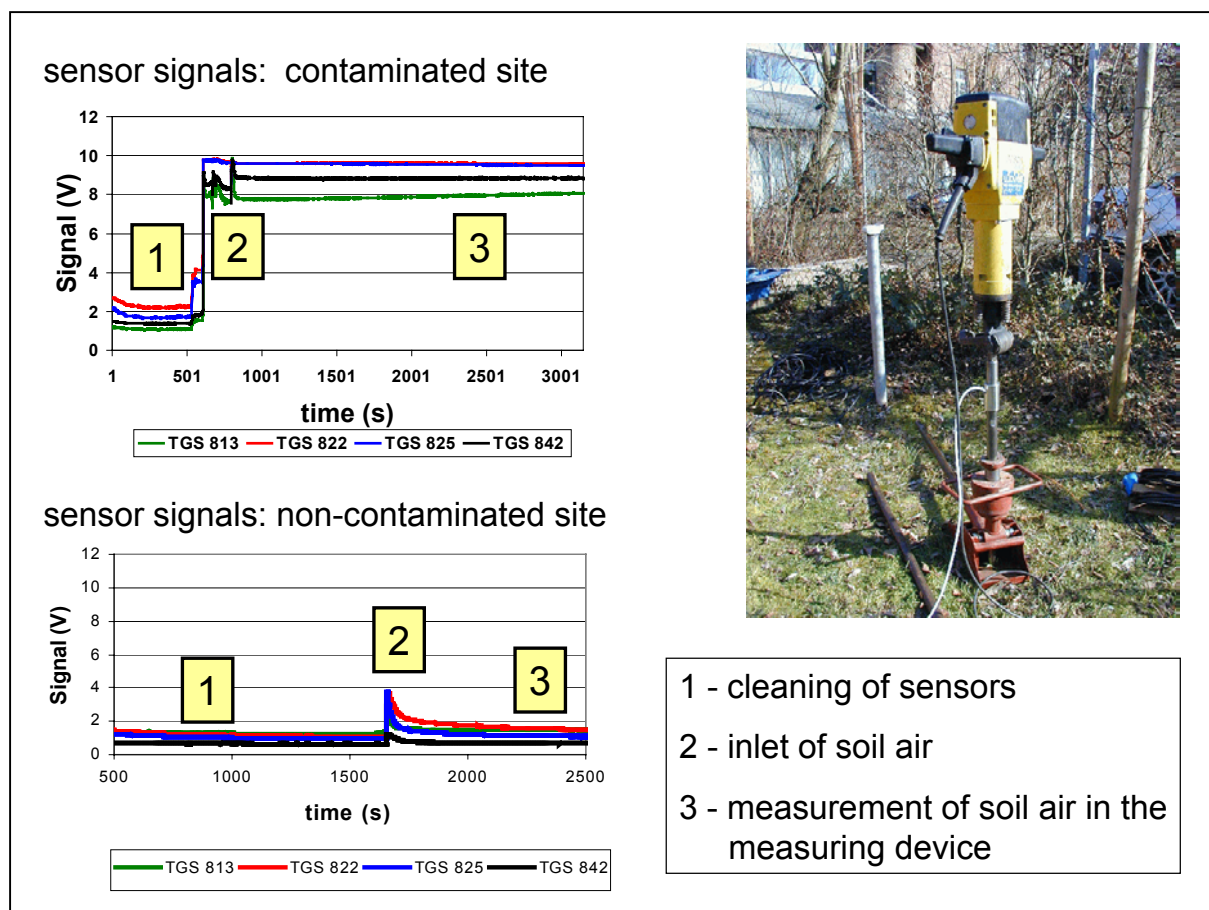 sensor signals: contaminated site
12
10
8
6
4
2
0
Signal (V)
1
2
3
1 501 1001 1501 2001 2501 3001
time (s)
TGS 813 TGS 822 TGS 825 TGS 842
sensor signals: non-contaminated site
12
10
8
6
4
2
0
Signal (V)
1
2
3
500 1000 1500 2000 2500
time (s)
TGS 813 TGS 822 TGS 825 TGS 842
1 - cleaning of sensors
2 - inlet of soil air
3 - measurement of soil air in the
measuring device